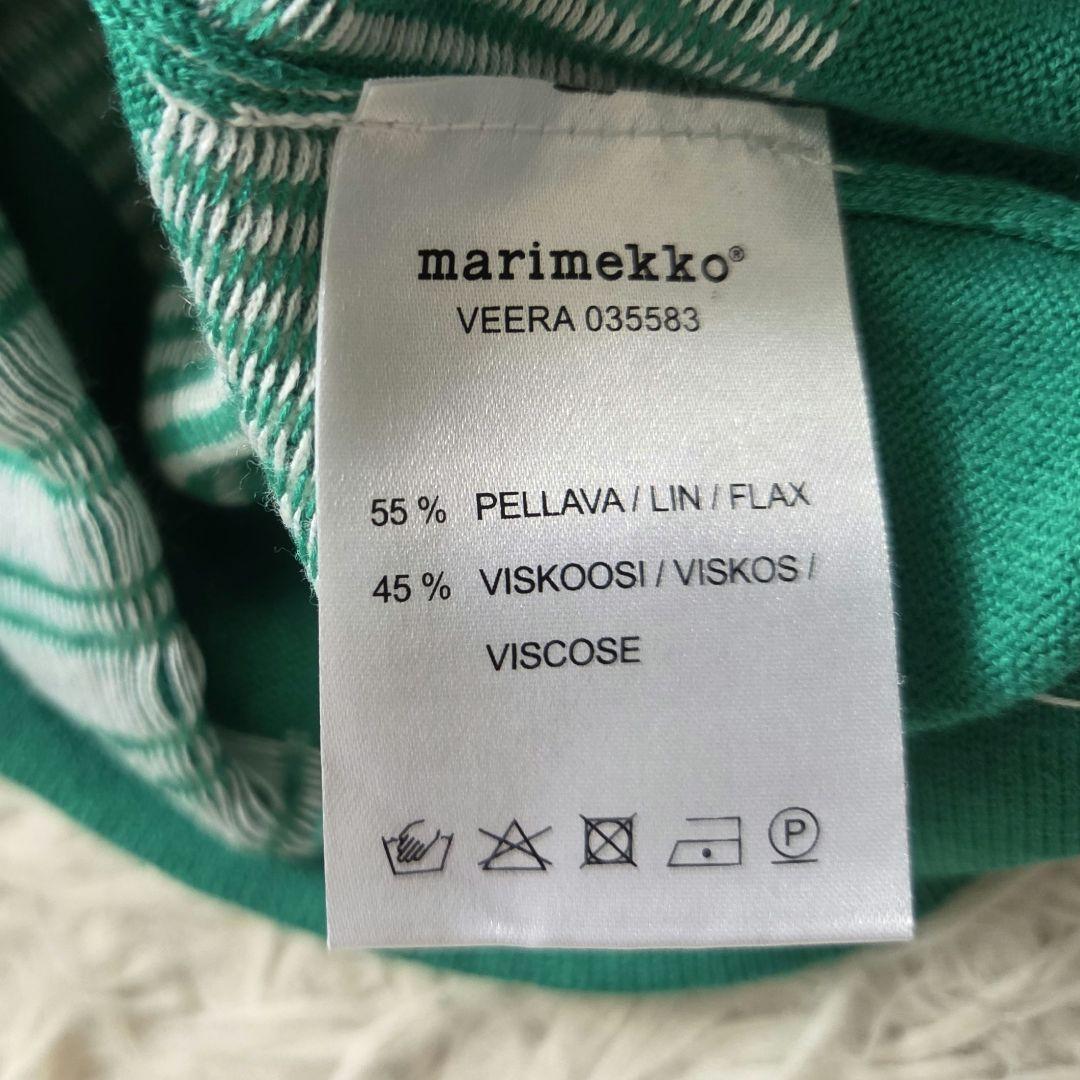 marimekko®
VEERA 035583
55 % PELLAVA / LIN / FLAX
45 % VISKOOSI / VISKOS /
VISCOSE
P